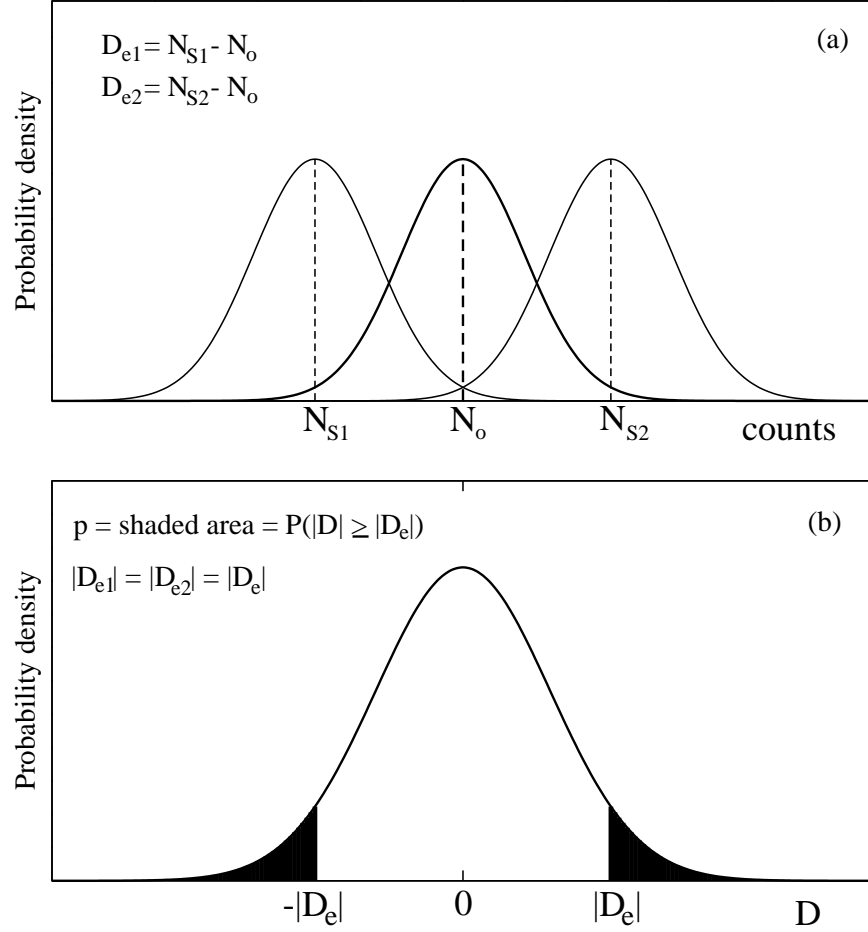 (a)
D_e1 = N_S1 - N_o
D_e2 = N_S2 - N_o
Probability density
N_S1 N_o N_S2 counts
(b)
p = shaded area = P(|D| ≥ |D_e|)
|D_e1| = |D_e2| = |D_e|
Probability density
-|D_e| 0 |D_e| D